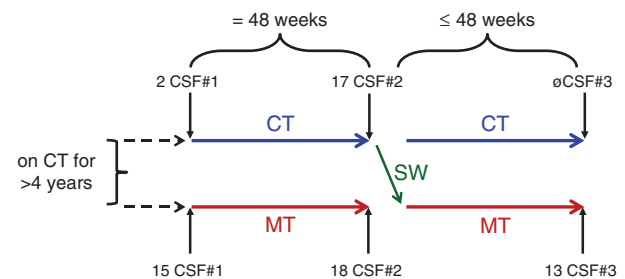 = 48 weeks
≤ 48 weeks
2 CSF#1
17 CSF#2
øCSF#3
CT
CT
on CT for
>4 years
SW
MT
MT
15 CSF#1
18 CSF#2
13 CSF#3